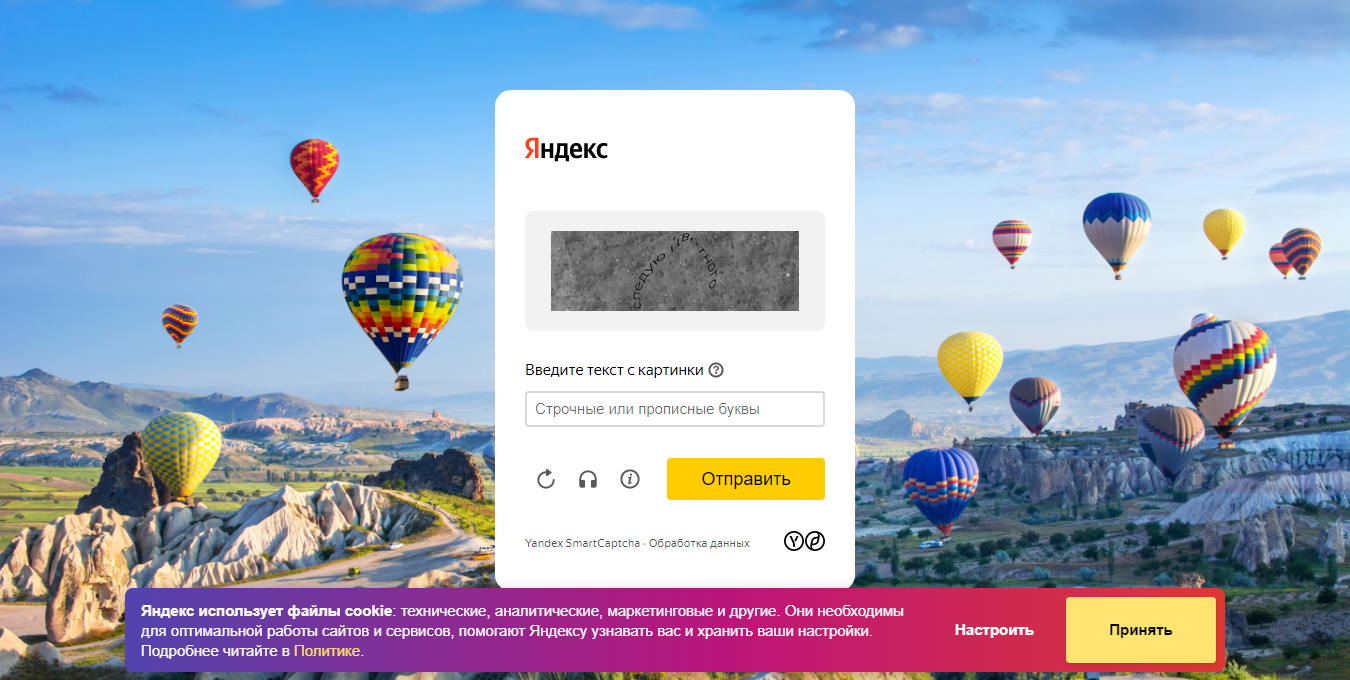 Яндекс
следую цветного
Введите текст с картинки
Строчные или прописные буквы
Отправить
Yandex SmartCaptcha · Обработка данных
Яндекс использует файлы cookie: технические, аналитические, маркетинговые и другие. Они необходимы
для оптимальной работы сайтов и сервисов, помогают Яндексу узнавать вас и хранить ваши настройки.
Подробнее читайте в Политике.
Настроить
Принять